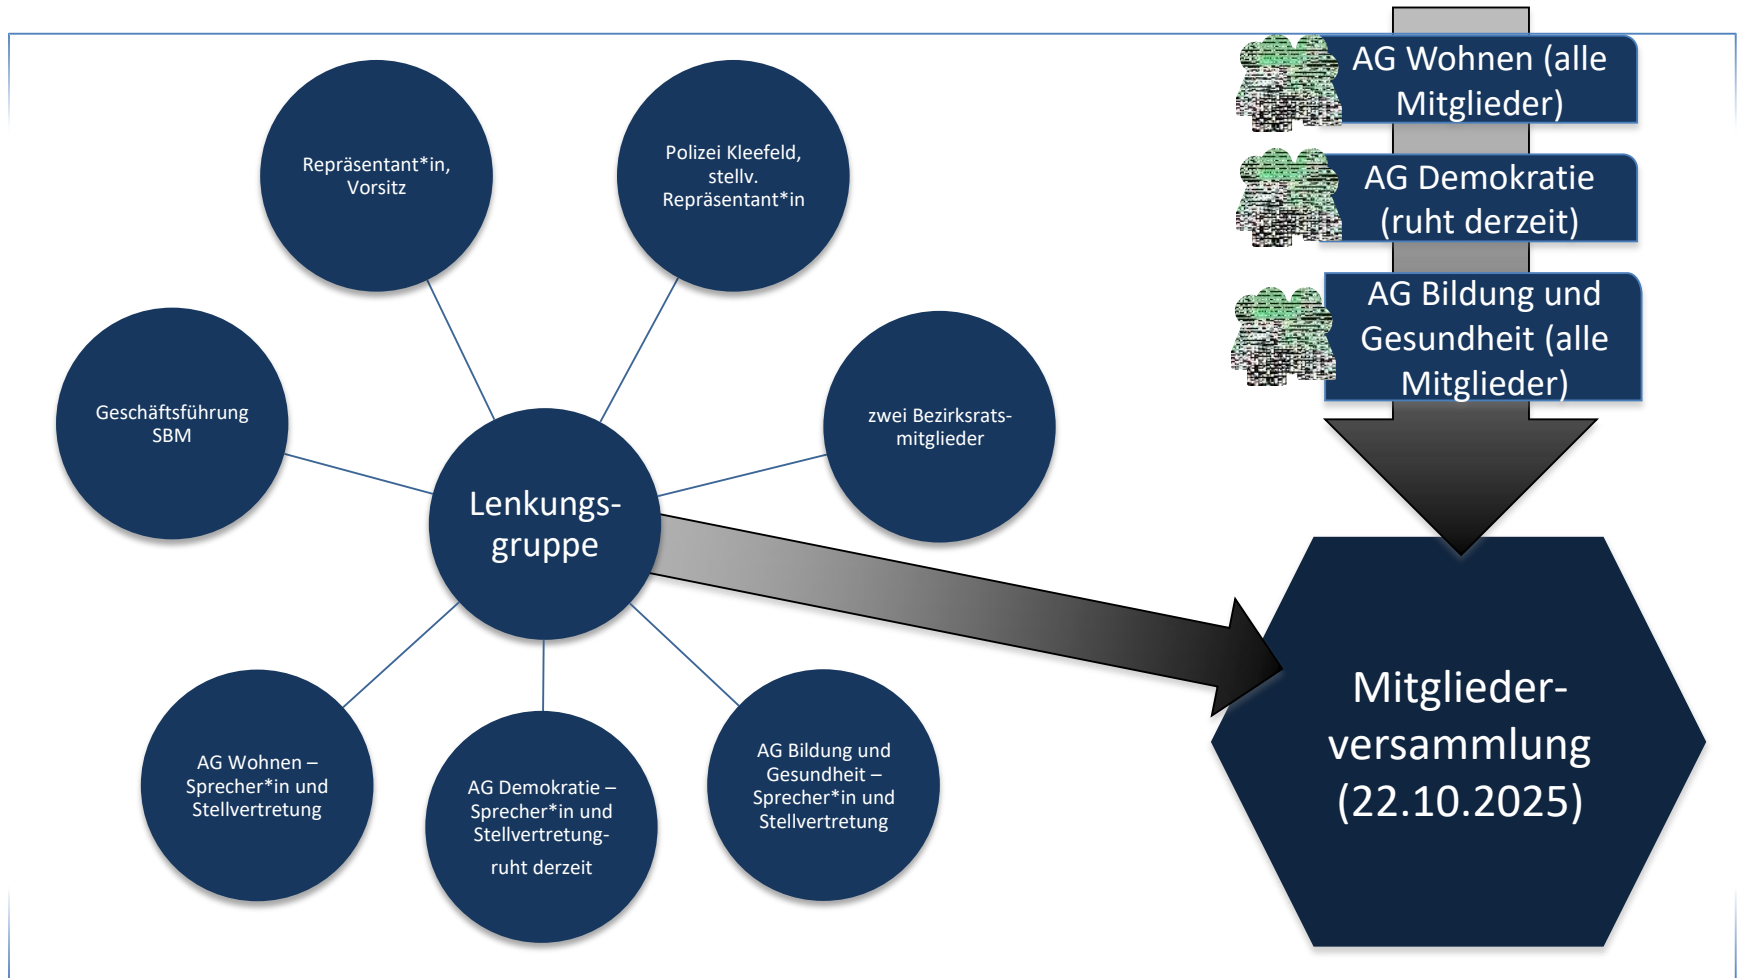 Repräsentant*in,
Vorsitz
Polizei Kleefeld,
stellv.
Repräsentant*in
Geschäftsführung
SBM
zwei Bezirksrats-
mitglieder
Lenkungs-
gruppe
AG Wohnen –
Sprecher*in und
Stellvertretung
AG Demokratie –
Sprecher*in und
Stellvertretung-
ruht derzeit
AG Bildung und
Gesundheit –
Sprecher*in und
Stellvertretung
AG Wohnen (alle
Mitglieder)
AG Demokratie
(ruht derzeit)
AG Bildung und
Gesundheit (alle
Mitglieder)
Mitglieder-
versammlung
(22.10.2025)